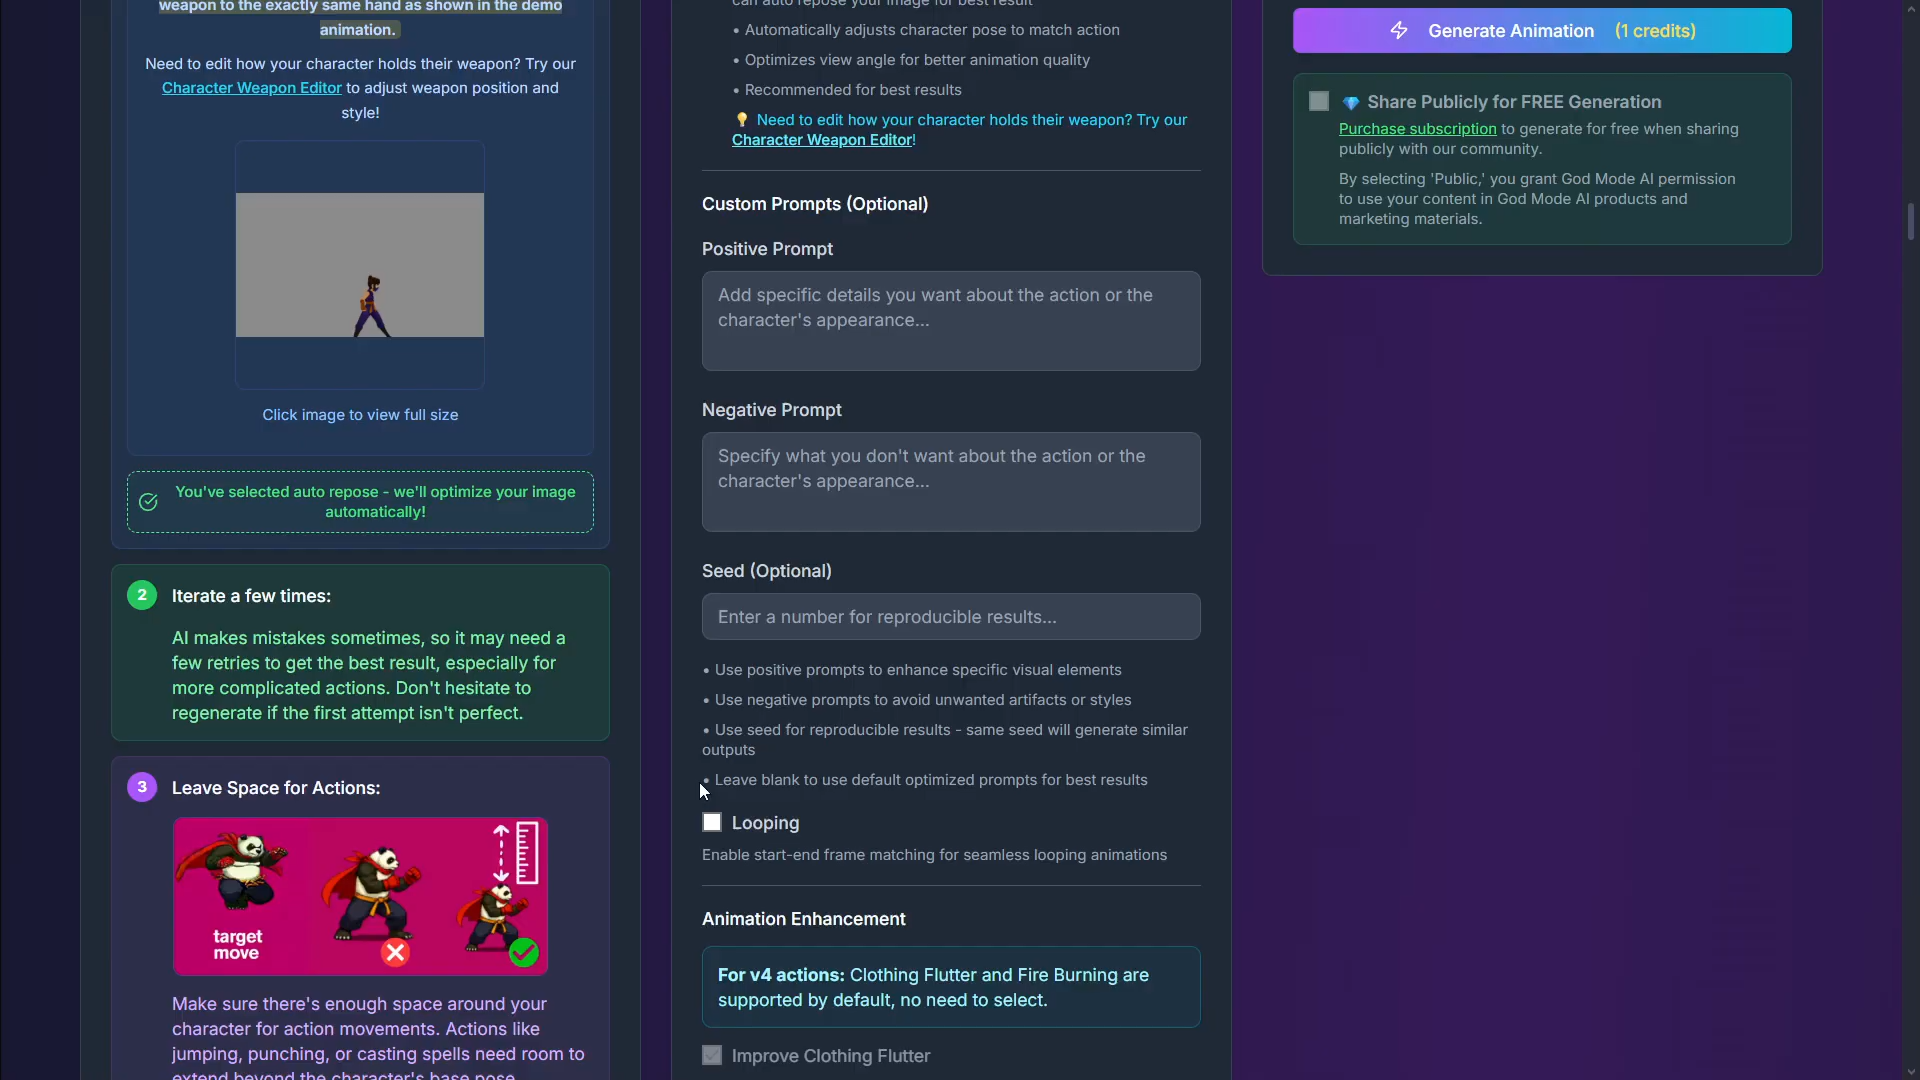 weapon to the exactly same hand as shown in the demo
animation.
Need to edit how your character holds their weapon? Try our
Character Weapon Editor to adjust weapon position and
style!
Click image to view full size
You've selected auto repose - we'll optimize your image
automatically!
2
Iterate a few times:
AI makes mistakes sometimes, so it may need a
few retries to get the best result, especially for
more complicated actions. Don't hesitate to
regenerate if the first attempt isn't perfect.
3
Leave Space for Actions:
target
move
Make sure there's enough space around your
character for action movements. Actions like
jumping, punching, or casting spells need room to
extend beyond the character's base pose.
can auto repose your image for best result
• Automatically adjusts character pose to match action
• Optimizes view angle for better animation quality
• Recommended for best results
💡 Need to edit how your character holds their weapon? Try our
Character Weapon Editor!
Custom Prompts (Optional)
Positive Prompt
Add specific details you want about the action or the
character's appearance...
Negative Prompt
Specify what you don't want about the action or the
character's appearance...
Seed (Optional)
Enter a number for reproducible results...
• Use positive prompts to enhance specific visual elements
• Use negative prompts to avoid unwanted artifacts or styles
• Use seed for reproducible results - same seed will generate similar
outputs
• Leave blank to use default optimized prompts for best results
Looping
Enable start-end frame matching for seamless looping animations
Animation Enhancement
For v4 actions: Clothing Flutter and Fire Burning are
supported by default, no need to select.
Improve Clothing Flutter
Generate Animation (1 credits)
💎 Share Publicly for FREE Generation
Purchase subscription to generate for free when sharing
publicly with our community.
By selecting 'Public,' you grant God Mode AI permission
to use your content in God Mode AI products and
marketing materials.